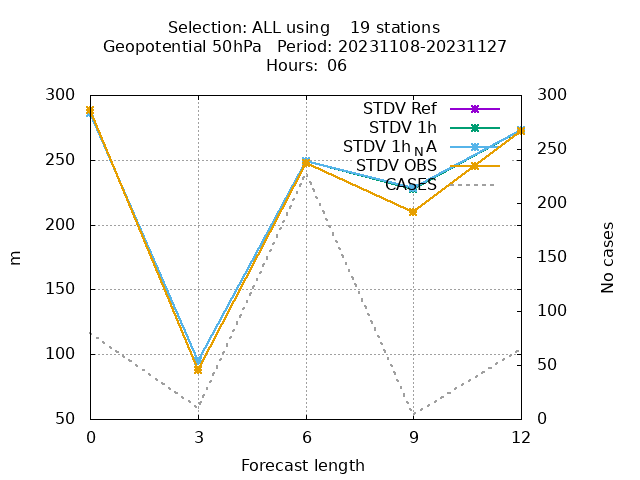 Selection: ALL using    19 stations
Geopotential 50hPa   Period: 20231108-20231127
Hours: 06
STDV Ref
STDV 1h
STDV 1h_N A
STDV OBS
CASES
300
250
200
150
100
50
m
300
250
200
150
100
50
0
No cases
0 3 6 9 12
Forecast length